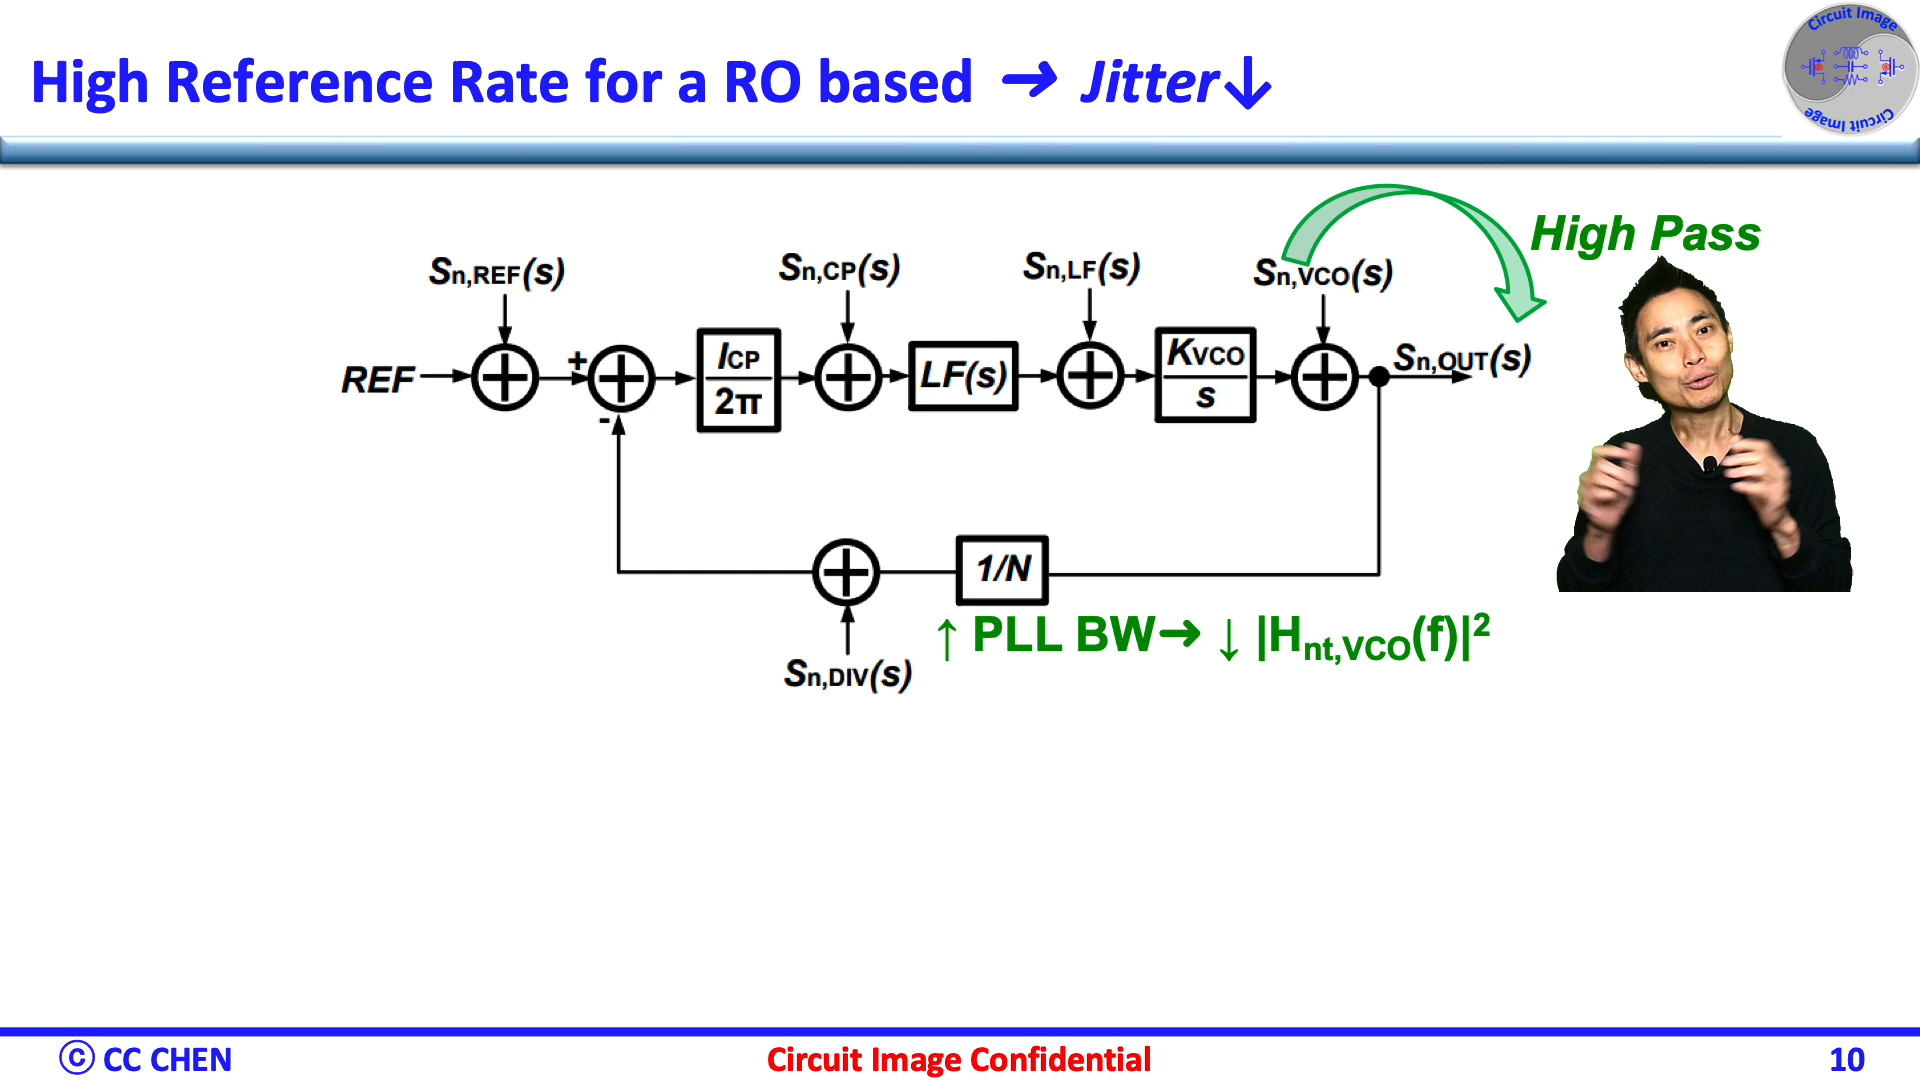 High Reference Rate for a RO based → Jitter↓
Circuit Image
Circuit Image
High Pass
Sn,REF(s)
Sn,CP(s)
Sn,LF(s)
Sn,VCO(s)
REF
+
-
ICP
2π
LF(s)
KVCO
s
Sn,OUT(s)
1/N
Sn,DIV(s)
↑ PLL BW→ ↓ |Hnt,VCO(f)|²
© CC CHEN
Circuit Image Confidential
10